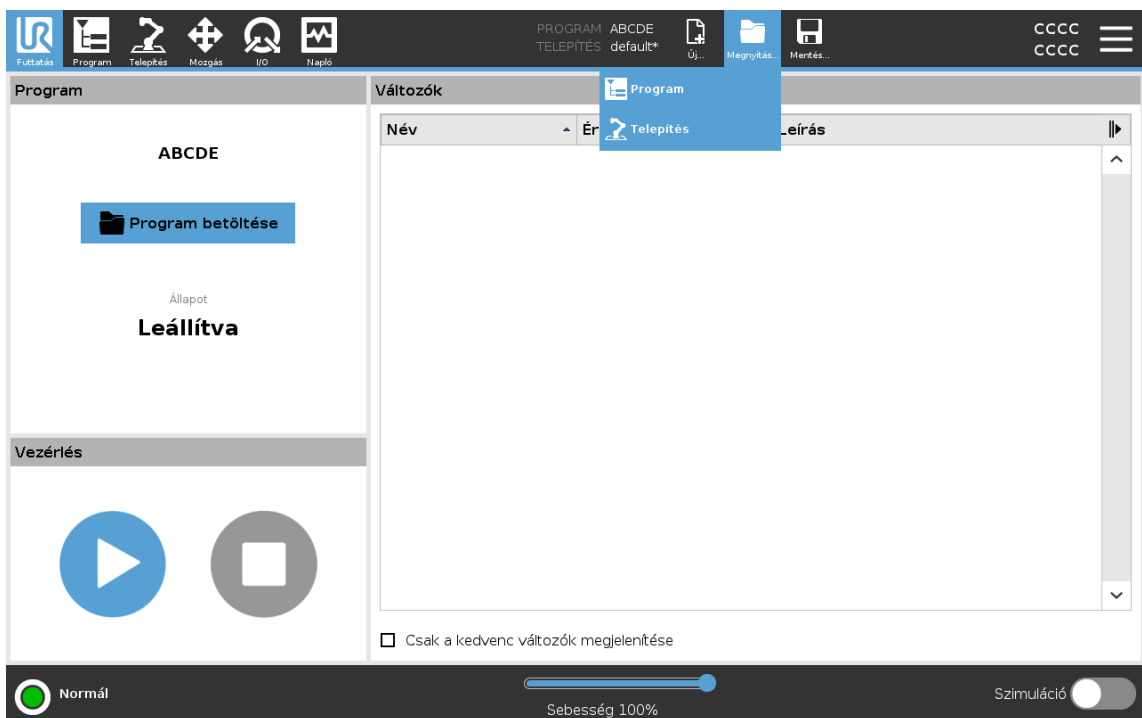 UR
Futtatás Program Telepítés Mozgás I/O Napló
PROGRAM ABCDE
TELEPÍTÉS default*
Új... Megnyitás... Mentés...
CCCC
CCCC
Program
Telepítés
Program
ABCDE
Program betöltése
Állapot
Leállítva
Vezérlés
Változók
Név Ér Leírás
Csak a kedvenc változók megjelenítése
Normál
Sebesség 100%
Szimuláció